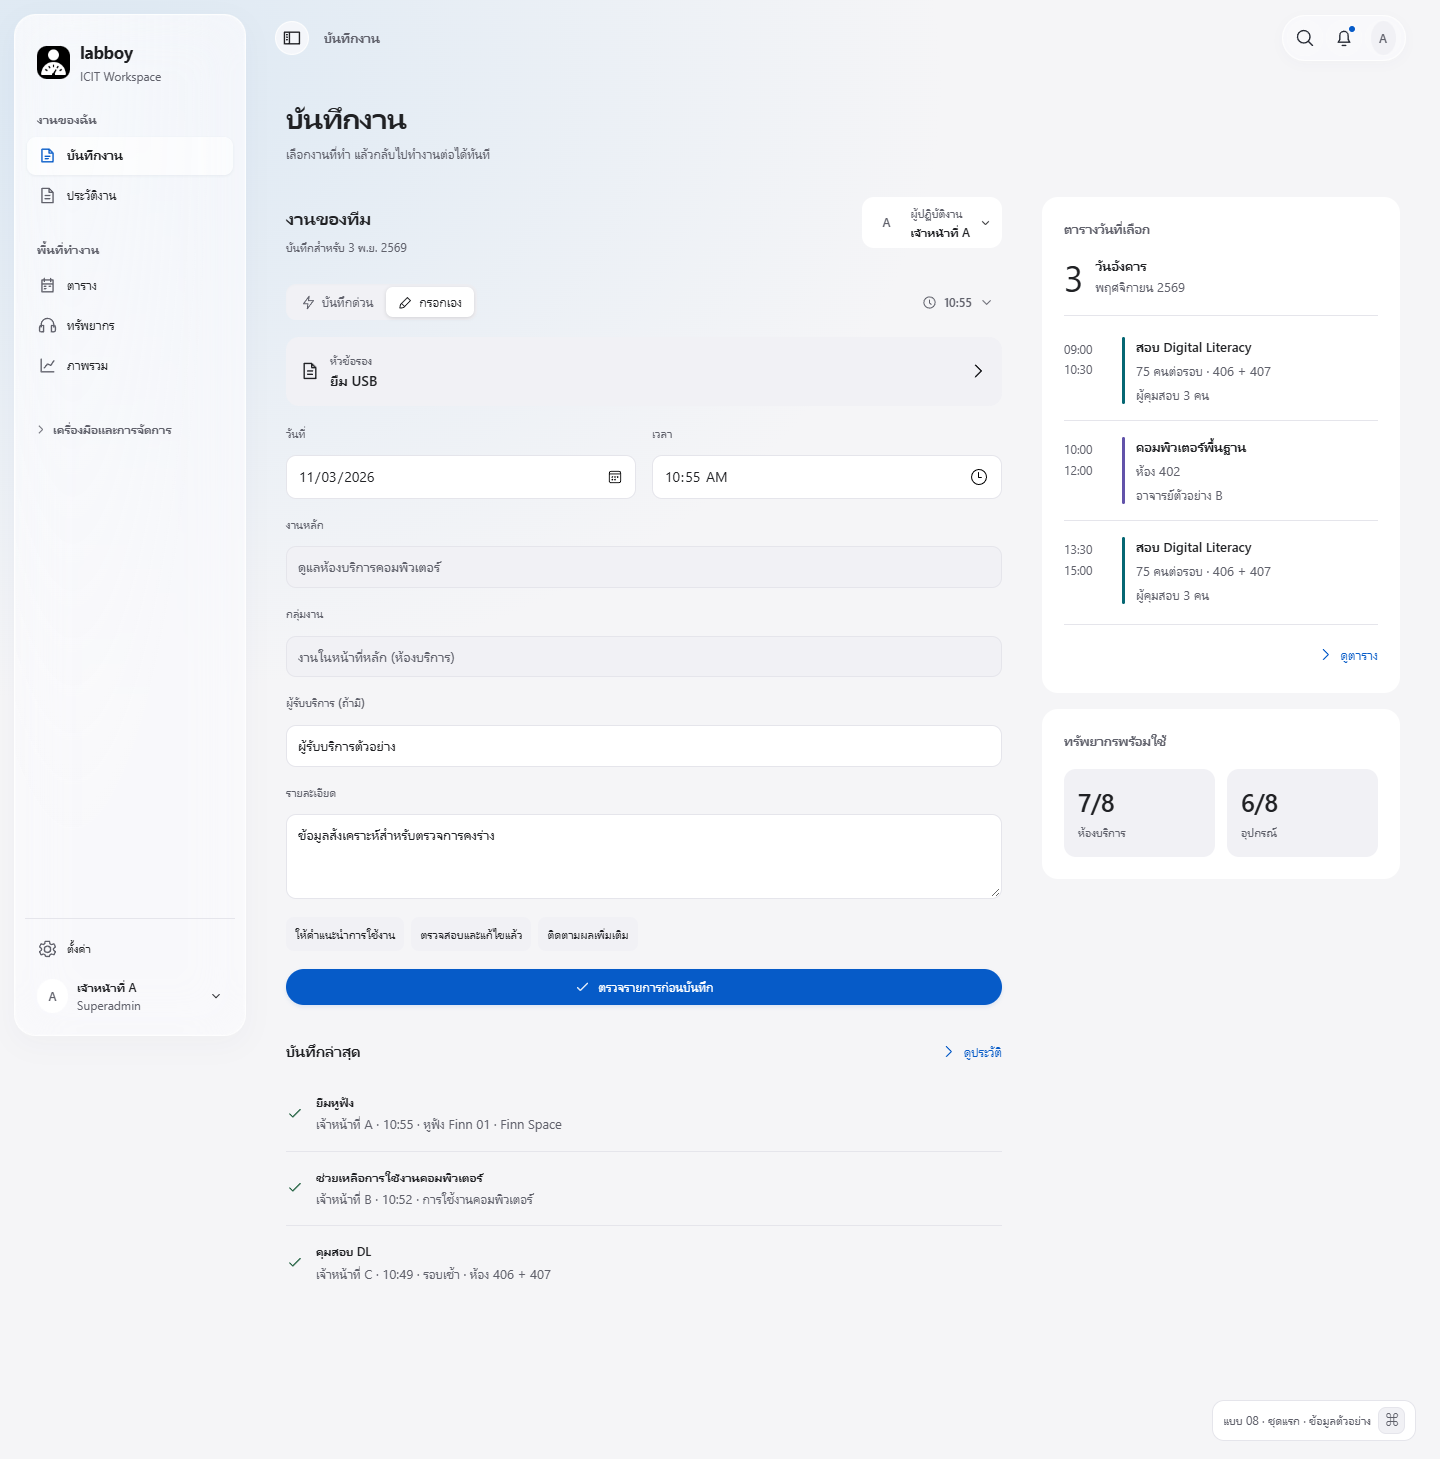 labboy
ICIT Workspace
งานของฉัน
บันทึกงาน
ประวัติงาน
พื้นที่ทำงาน
ตาราง
ทรัพยากร
ภาพรวม
เครื่องมือและการจัดการ
ตั้งค่า
A
เจ้าหน้าที่ A
Superadmin
บันทึกงาน
A
บันทึกงาน
เลือกงานที่ทำ แล้วกลับไปทำงานต่อได้ทันที
งานของทีม
บันทึกสำหรับ 3 พ.ย. 2569
A
ผู้ปฏิบัติงาน
เจ้าหน้าที่ A
บันทึกด่วน
กรอกเอง
10:55
หัวข้อรอง
ยืม USB
วันที่
เวลา
11/03/2026
10:55 AM
งานหลัก
ดูแลห้องบริการคอมพิวเตอร์
กลุ่มงาน
งานในหน้าที่หลัก (ห้องบริการ)
ผู้รับบริการ (ถ้ามี)
ผู้รับบริการตัวอย่าง
รายละเอียด
ข้อมูลสังเคราะห์สำหรับตรวจการคงร่าง
ให้คำแนะนำการใช้งาน
ตรวจสอบและแก้ไขแล้ว
ติดตามผลเพิ่มเติม
ตรวจรายการก่อนบันทึก
บันทึกล่าสุด
ดูประวัติ
ยืมหูฟัง
เจ้าหน้าที่ A · 10:55 · หูฟัง Finn 01 · Finn Space
ช่วยเหลือการใช้งานคอมพิวเตอร์
เจ้าหน้าที่ B · 10:52 · การใช้งานคอมพิวเตอร์
คุมสอบ DL
เจ้าหน้าที่ C · 10:49 · รอบเช้า · ห้อง 406 + 407
ตารางวันที่เลือก
3
วันอังคาร
พฤศจิกายน 2569
09:00
10:30
สอบ Digital Literacy
75 คนต่อรอบ · 406 + 407
ผู้คุมสอบ 3 คน
10:00
12:00
คอมพิวเตอร์พื้นฐาน
ห้อง 402
อาจารย์ตัวอย่าง B
13:30
15:00
สอบ Digital Literacy
75 คนต่อรอบ · 406 + 407
ผู้คุมสอบ 3 คน
ดูตาราง
ทรัพยากรพร้อมใช้
7/8
ห้องบริการ
6/8
อุปกรณ์
แบบ 08 · ชุดแรก · ข้อมูลตัวอย่าง
⌘